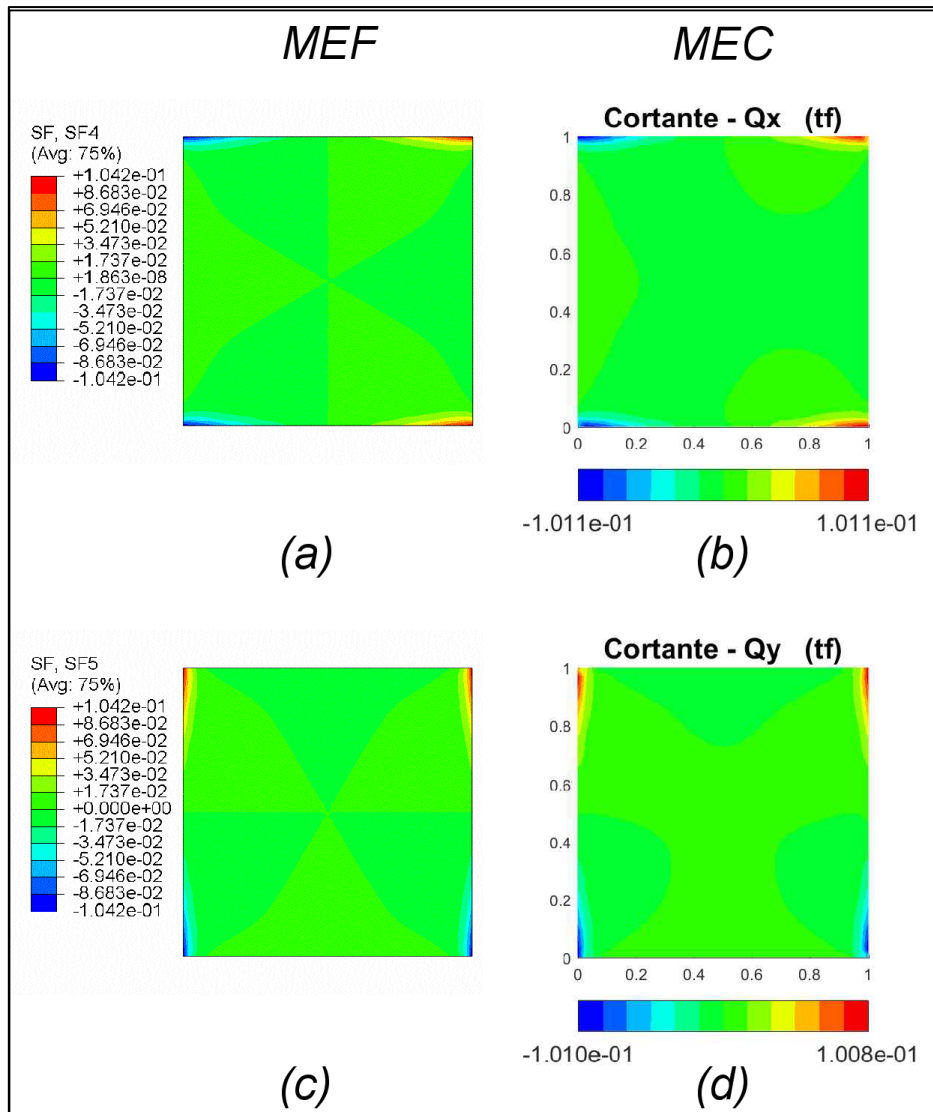 MEF
MEC
SF, SF4
(Avg: 75%)
+1.042e-01
+8.683e-02
+6.946e-02
+5.210e-02
+3.473e-02
+1.737e-02
+1.863e-08
-1.737e-02
-3.473e-02
-5.210e-02
-6.946e-02
-8.683e-02
-1.042e-01
Cortante - Qx (tf)
1
0.8
0.6
0.4
0.2
0
0 0.2 0.4 0.6 0.8 1
-1.011e-01 1.011e-01
(a)
(b)
SF, SF5
(Avg: 75%)
+1.042e-01
+8.683e-02
+6.946e-02
+5.210e-02
+3.473e-02
+1.737e-02
+0.000e+00
-1.737e-02
-3.473e-02
-5.210e-02
-6.946e-02
-8.683e-02
-1.042e-01
Cortante - Qy (tf)
1
0.8
0.6
0.4
0.2
0
0 0.2 0.4 0.6 0.8 1
-1.010e-01 1.008e-01
(c)
(d)